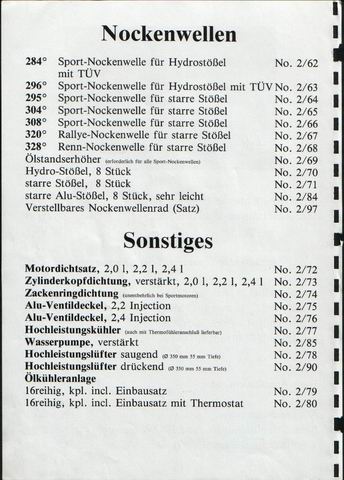 Nockenwellen
284° Sport-Nockenwelle für Hydrostößel No. 2/62
mit TÜV
296° Sport-Nockenwelle für Hydrostößel mit TÜV No. 2/63
295° Sport-Nockenwelle für starre Stößel No. 2/64
304° Sport-Nockenwelle für starre Stößel No. 2/65
308° Sport-Nockenwelle für starre Stößel No. 2/66
320° Rallye-Nockenwelle für starre Stößel No. 2/67
328° Renn-Nockenwelle für starre Stößel No. 2/68
Ölstandserhöher (erforderlich für alle Sport-Nockenwellen) No. 2/69
Hydro-Stößel, 8 Stück No. 2/70
starre Stößel, 8 Stück No. 2/71
starre Alu-Stößel, 8 Stück, sehr leicht No. 2/84
Verstellbares Nockenwellenrad (Satz) No. 2/97
Sonstiges
Motordichtsatz, 2,0 l, 2,2 l, 2,4 l No. 2/72
Zylinderkopfdichtung, verstärkt, 2,0 l, 2,2 l, 2,4 l No. 2/73
Zackenringdichtung (unentbehrlich bei Sportmotoren) No. 2/74
Alu-Ventildeckel, 2,2 Injection No. 2/75
Alu-Ventildeckel, 2,4 Injection No. 2/76
Hochleistungskühler (auch mit Thermofühleranschluß lieferbar) No. 2/77
Wasserpumpe, verstärkt No. 2/85
Hochleistungslüfter saugend (Ø 350 mm 55 mm Tiefe) No. 2/78
Hochleistungslüfter drückend (Ø 350 mm 55 mm Tiefe) No. 2/90
Ölkühleranlage
16reihig, kpl. incl. Einbausatz No. 2/79
16reihig, kpl. incl. Einbausatz mit Thermostat No. 2/80